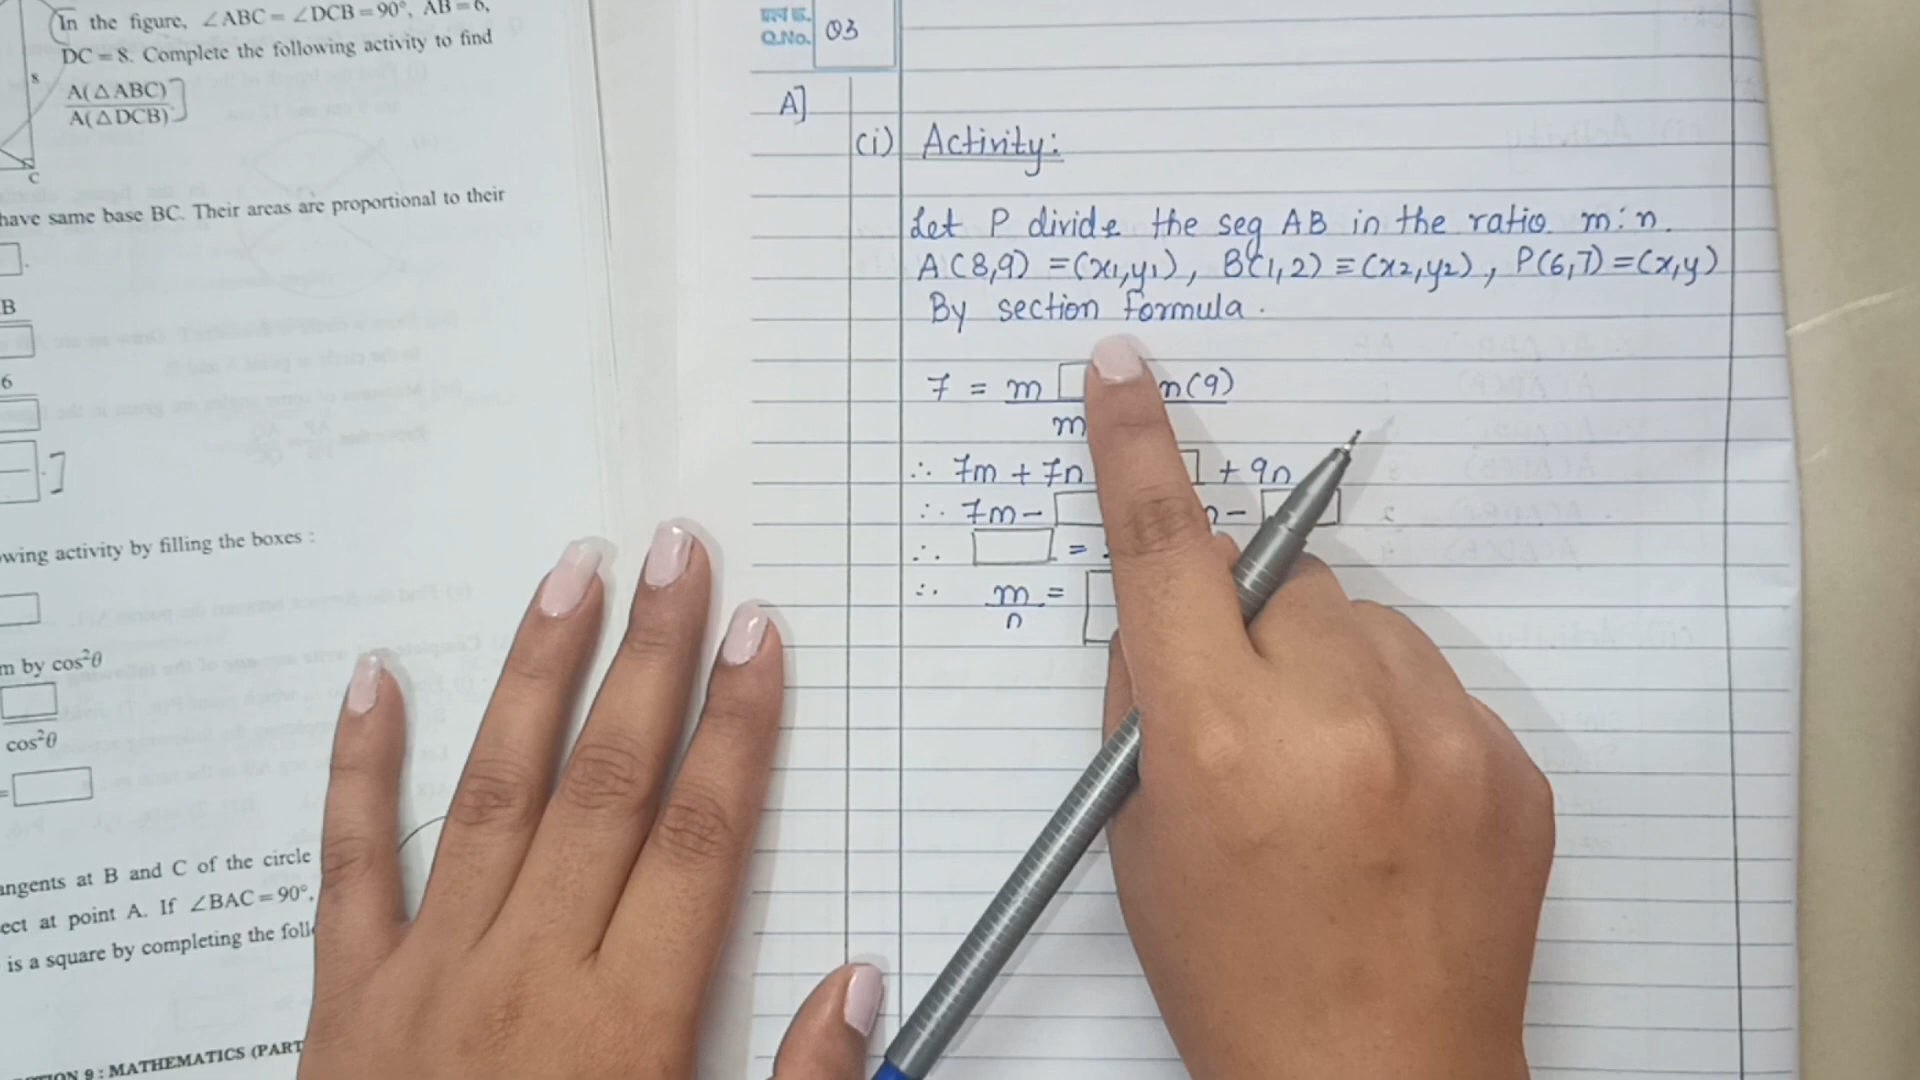 In the figure, ∠ABC = ∠DCB = 90°, AB = 6,
DC = 8. Complete the following activity to find
A(△ABC)
A(△DCB)
8
C
have same base BC. Their areas are proportional to their
B
6
owing activity by filling the boxes :
m by cos²θ
cos²θ
=
angents at B and C of the circle
ect at point A. If ∠BAC = 90°,
is a square by completing the foll
TION 9 : MATHEMATICS (PART
प्रश्न क्र.
Q.No. Q3
A]
(i) Activity:
Let P divide the seg AB in the ratio m:n.
A(8,9) = (x₁,y₁), B(1,2) = (x₂,y₂), P(6,7) = (x,y)
By section formula.
7 = m n(9)
m
∴ 7m + 7n + 9n
∴ 7m - n -
∴ =
∴ m/n =